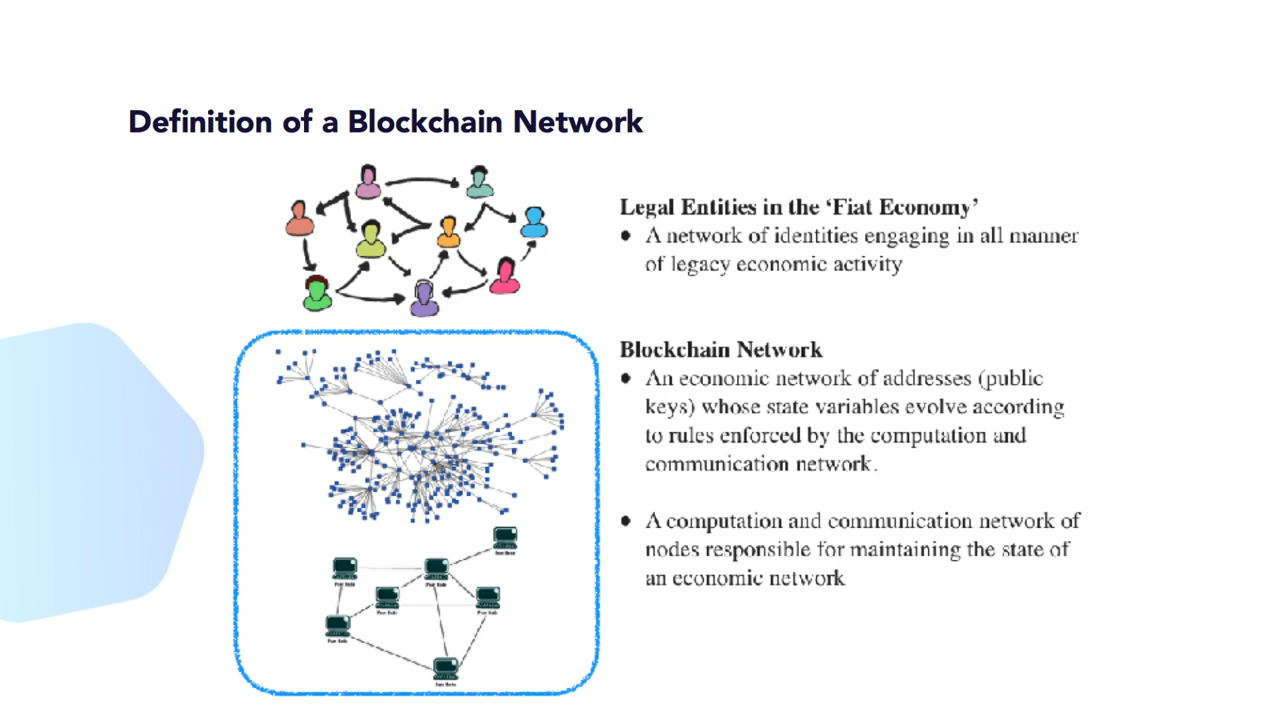 Definition of a Blockchain Network
Legal Entities in the ‘Fiat Economy’
● A network of identities engaging in all manner
of legacy economic activity
Blockchain Network
● An economic network of addresses (public
keys) whose state variables evolve according
to rules enforced by the computation and
communication network.
● A computation and communication network of
nodes responsible for maintaining the state of
an economic network